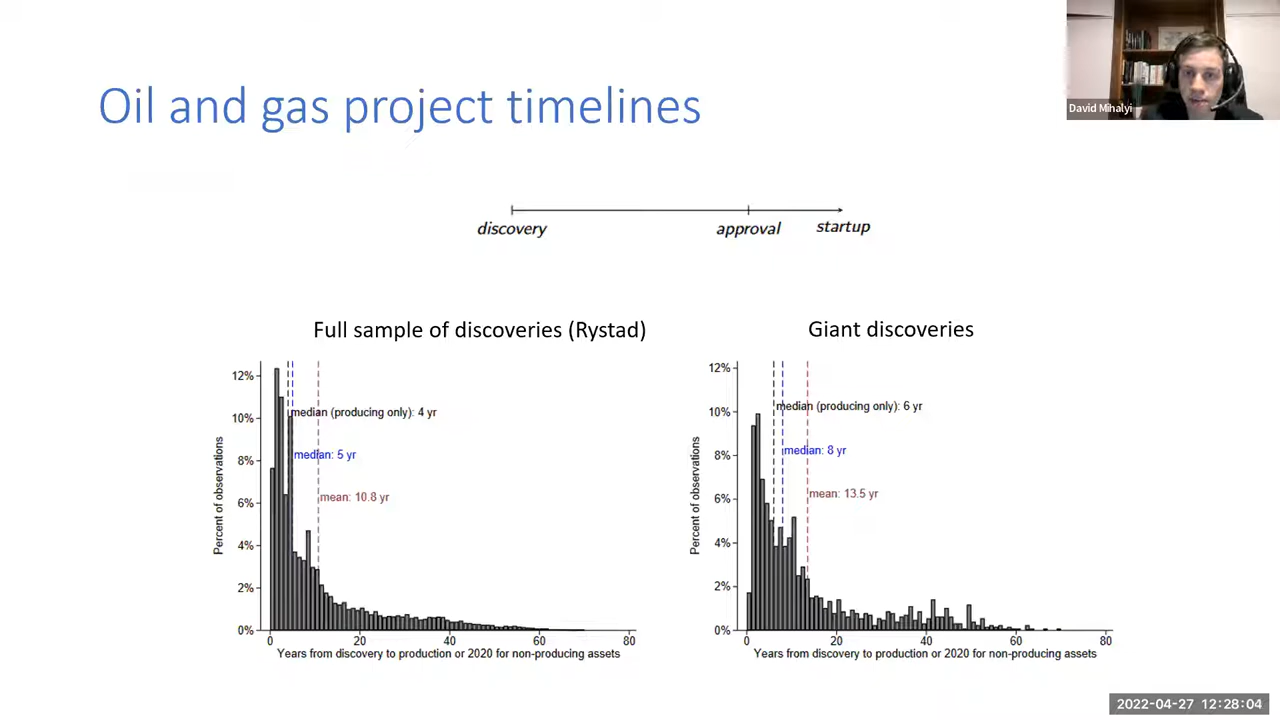 David Mihalyi
Oil and gas project timelines
discovery
approval
startup
Full sample of discoveries (Rystad)
12%
10%
8%
6%
4%
2%
0%
Percent of observations
median (producing only): 4 yr
median: 5 yr
mean: 10.8 yr
0
20
40
60
80
Years from discovery to production or 2020 for non-producing assets
Giant discoveries
12%
10%
8%
6%
4%
2%
0%
Percent of observations
median (producing only): 6 yr
median: 8 yr
mean: 13.5 yr
0
20
40
60
80
Years from discovery to production or 2020 for non-producing assets
2022-04-27 12:28:04